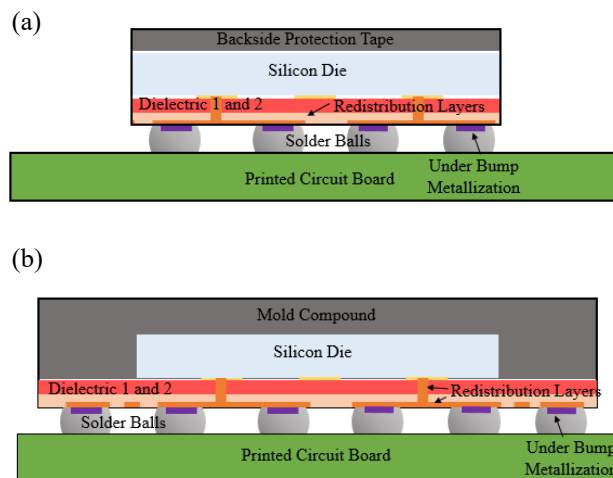 (a)
Backside Protection Tape
Silicon Die
Dielectric 1 and 2
Redistribution Layers
Solder Balls
Under Bump
Metallization
Printed Circuit Board
(b)
Mold Compound
Silicon Die
Dielectric 1 and 2
Redistribution Layers
Solder Balls
Under Bump
Metallization
Printed Circuit Board